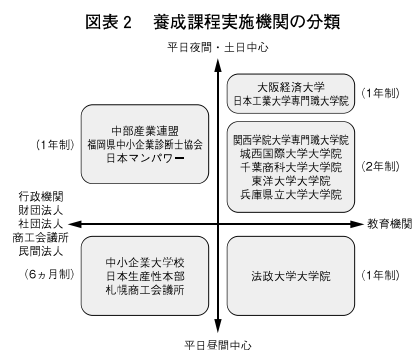 図表2 養成課程実施機関の分類
平日夜間・土日中心
大阪経済大学
日本工業大学専門職大学院
(1年制)
(1年制)
中部産業連盟
福岡県中小企業診断士協会
日本マンパワー
関西学院大学専門職大学院
城西国際大学大学院
千葉商科大学大学院
東洋大学大学院
兵庫県立大学大学院
(2年制)
行政機関
財団法人
社団法人
商工会議所
民間法人
教育機関
(6ヵ月制)
中小企業大学校
日本生産性本部
札幌商工会議所
法政大学大学院
(1年制)
平日昼間中心